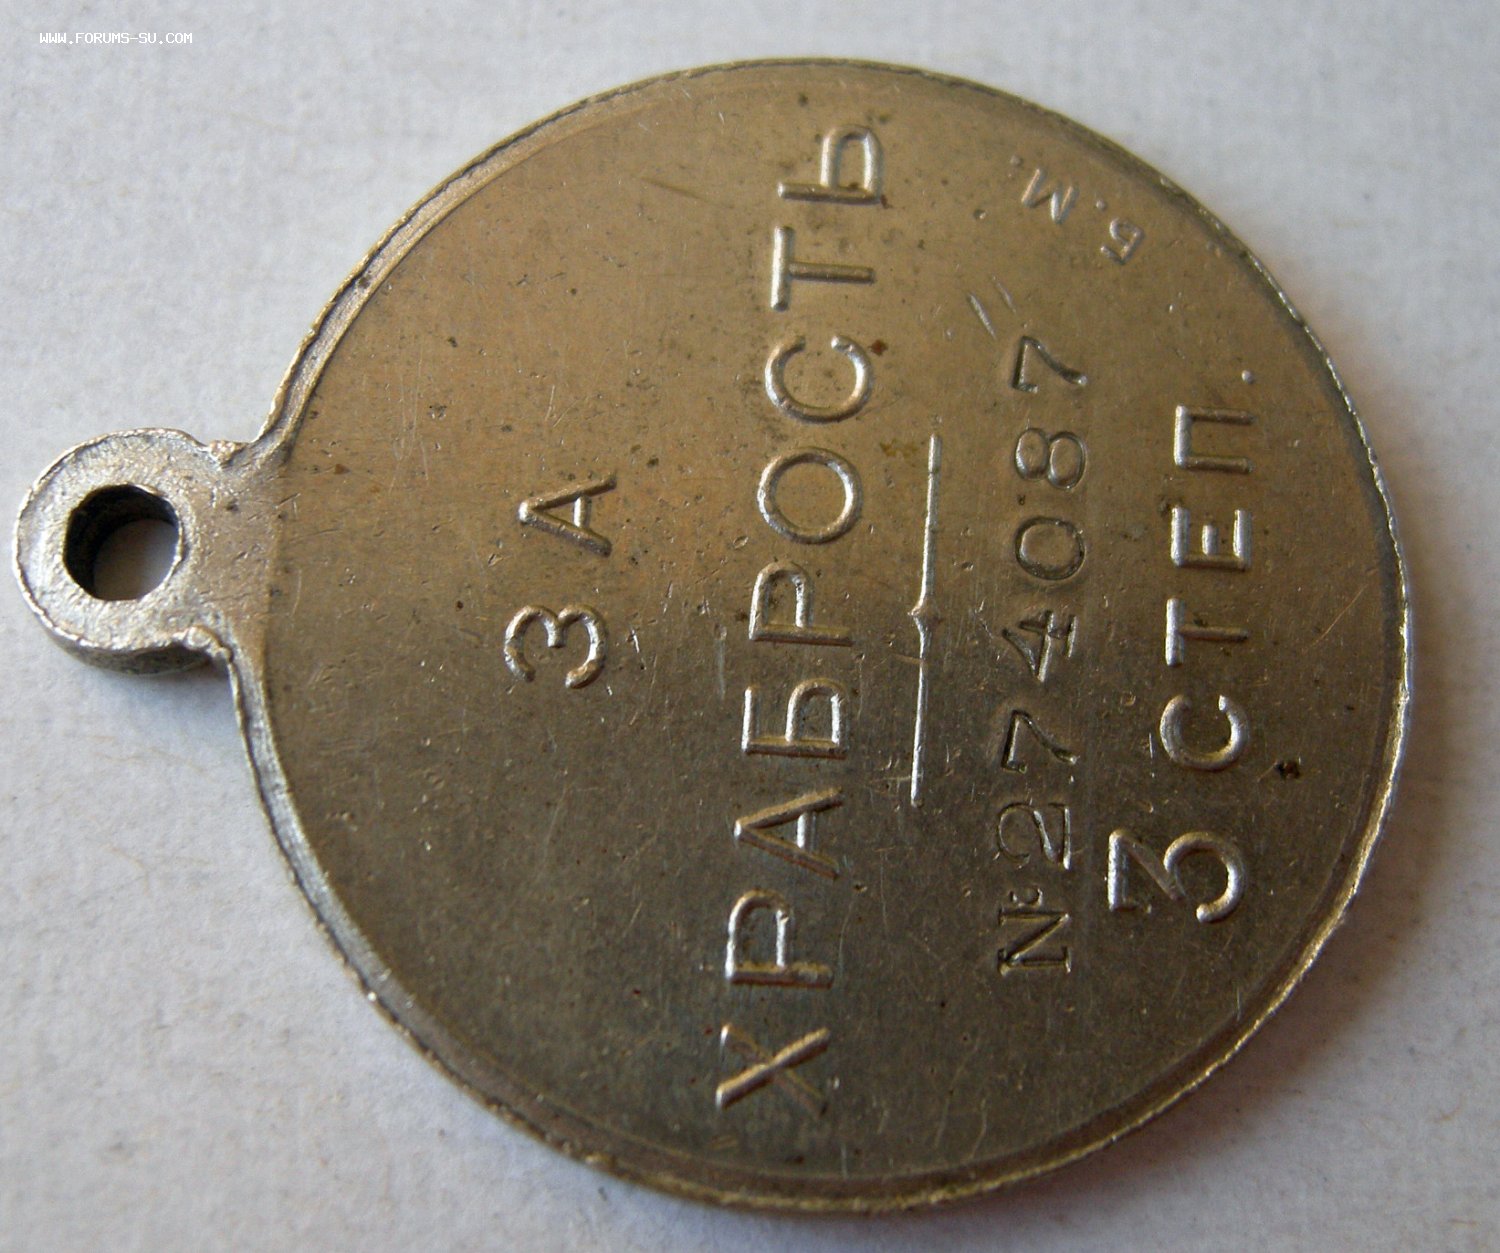 WWW.FORUMS-SU.COM
ЗА
ХРАБРОСТЬ
№274087
3 СТЕП.
Б.М.